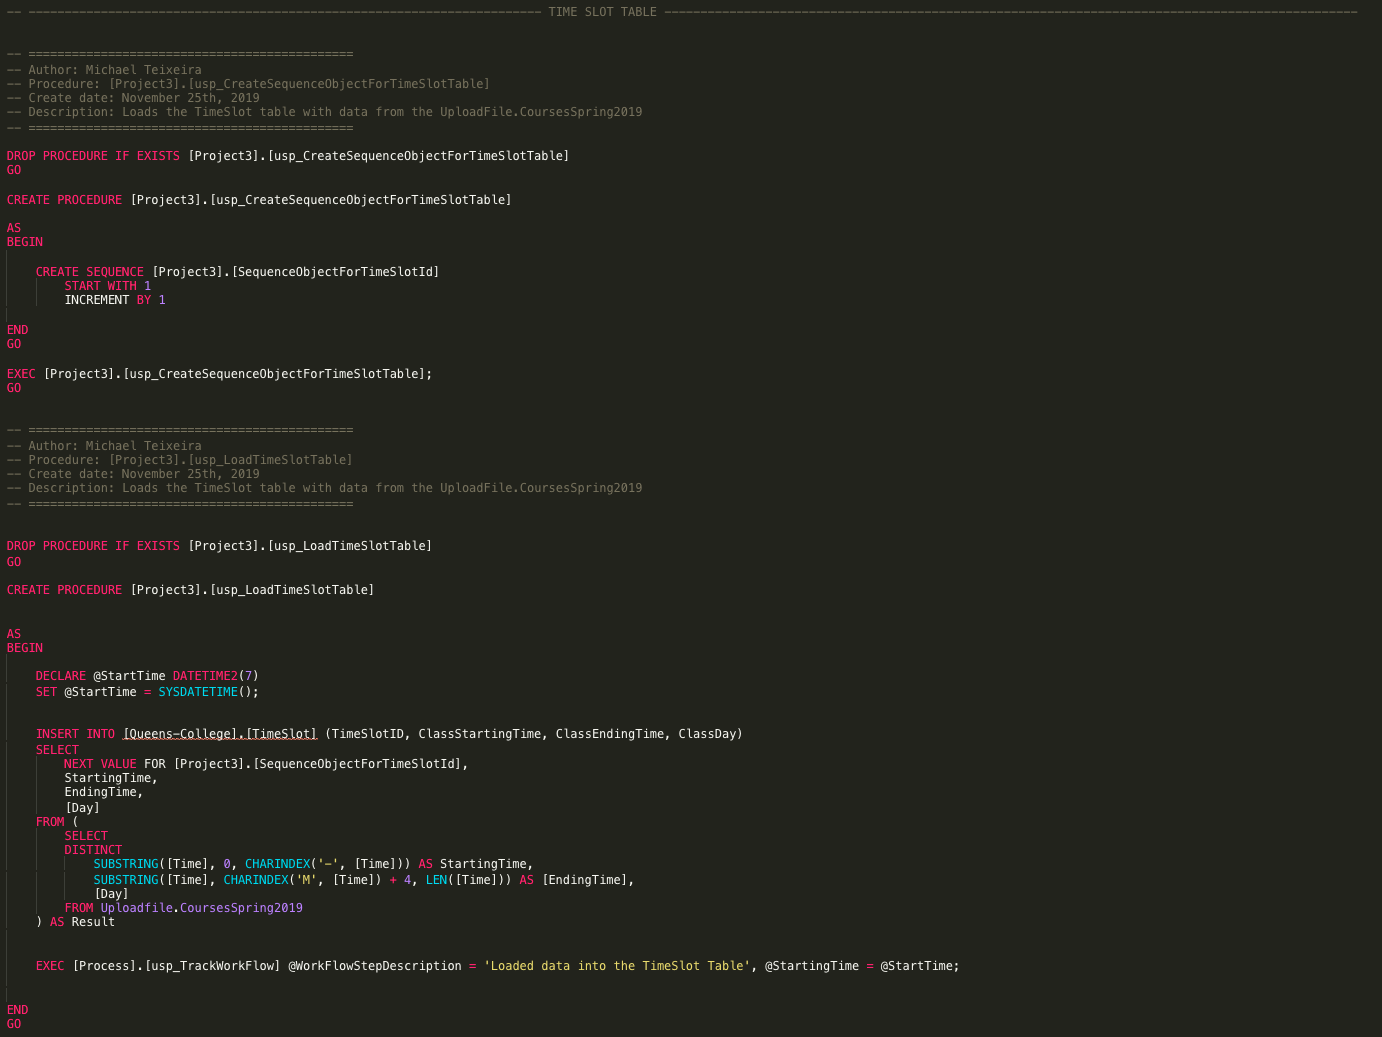 -- ----------------------------------------------------------------------- TIME SLOT TABLE ------------------------------------------------------------------------------------------------
-- =============================================
-- Author: Michael Teixeira
-- Procedure: [Project3].[usp_CreateSequenceObjectForTimeSlotTable]
-- Create date: November 25th, 2019
-- Description: Loads the TimeSlot table with data from the UploadFile.CoursesSpring2019
-- =============================================
DROP PROCEDURE IF EXISTS [Project3].[usp_CreateSequenceObjectForTimeSlotTable]
GO
CREATE PROCEDURE [Project3].[usp_CreateSequenceObjectForTimeSlotTable]
AS
BEGIN
CREATE SEQUENCE [Project3].[SequenceObjectForTimeSlotId]
START WITH 1
INCREMENT BY 1
END
GO
EXEC [Project3].[usp_CreateSequenceObjectForTimeSlotTable];
GO
-- =============================================
-- Author: Michael Teixeira
-- Procedure: [Project3].[usp_LoadTimeSlotTable]
-- Create date: November 25th, 2019
-- Description: Loads the TimeSlot table with data from the UploadFile.CoursesSpring2019
-- =============================================
DROP PROCEDURE IF EXISTS [Project3].[usp_LoadTimeSlotTable]
GO
CREATE PROCEDURE [Project3].[usp_LoadTimeSlotTable]
AS
BEGIN
DECLARE @StartTime DATETIME2(7)
SET @StartTime = SYSDATETIME();
INSERT INTO [Queens-College].[TimeSlot] (TimeSlotID, ClassStartingTime, ClassEndingTime, ClassDay)
SELECT
NEXT VALUE FOR [Project3].[SequenceObjectForTimeSlotId],
StartingTime,
EndingTime,
[Day]
FROM (
SELECT
DISTINCT
SUBSTRING([Time], 0, CHARINDEX('-', [Time])) AS StartingTime,
SUBSTRING([Time], CHARINDEX('M', [Time]) + 4, LEN([Time])) AS [EndingTime],
[Day]
FROM Uploadfile.CoursesSpring2019
) AS Result
EXEC [Process].[usp_TrackWorkFlow] @WorkFlowStepDescription = 'Loaded data into the TimeSlot Table', @StartingTime = @StartTime;
END
GO